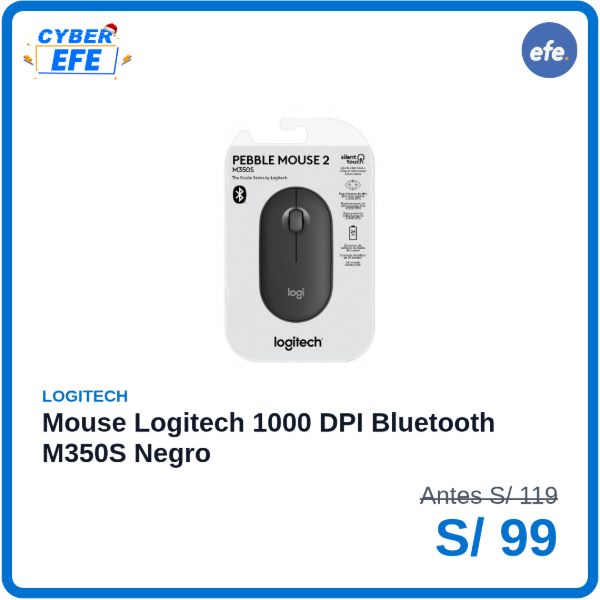 CYBER
EFE
efe.
PEBBLE MOUSE 2
M350S
The Studio Series by Logitech
silent
touch
logi
logitech
LOGITECH
Mouse Logitech 1000 DPI Bluetooth
M350S Negro
Antes S/ 119
S/ 99